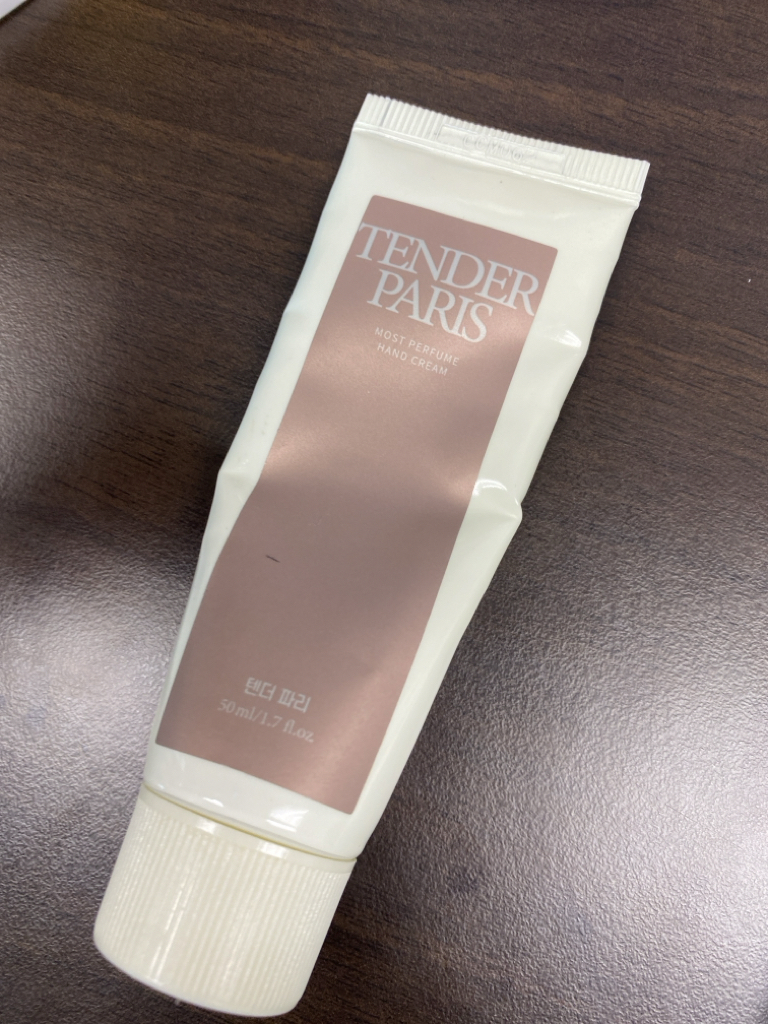 TENDER
PARIS
MOST PERFUME
HAND CREAM
텐더 파리
50 ml/1.7 fl.oz